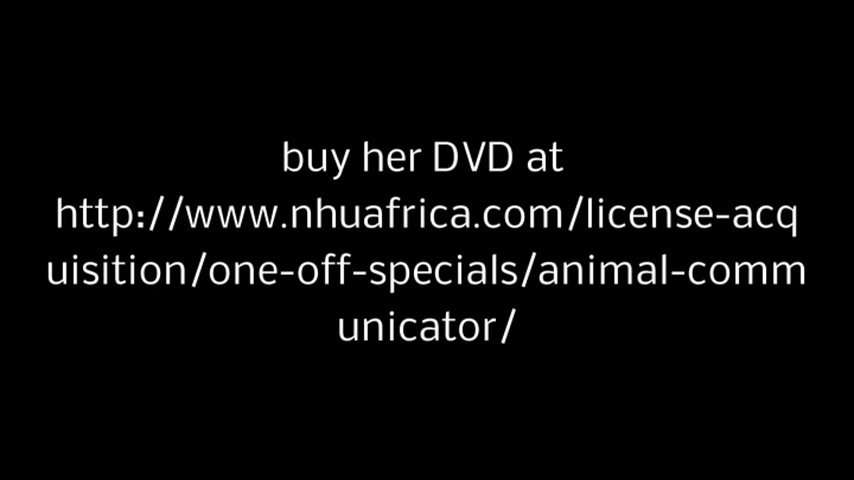 buy her DVD at
http://www.nhuafrica.com/license-acq
uisition/one-off-specials/animal-comm
unicator/